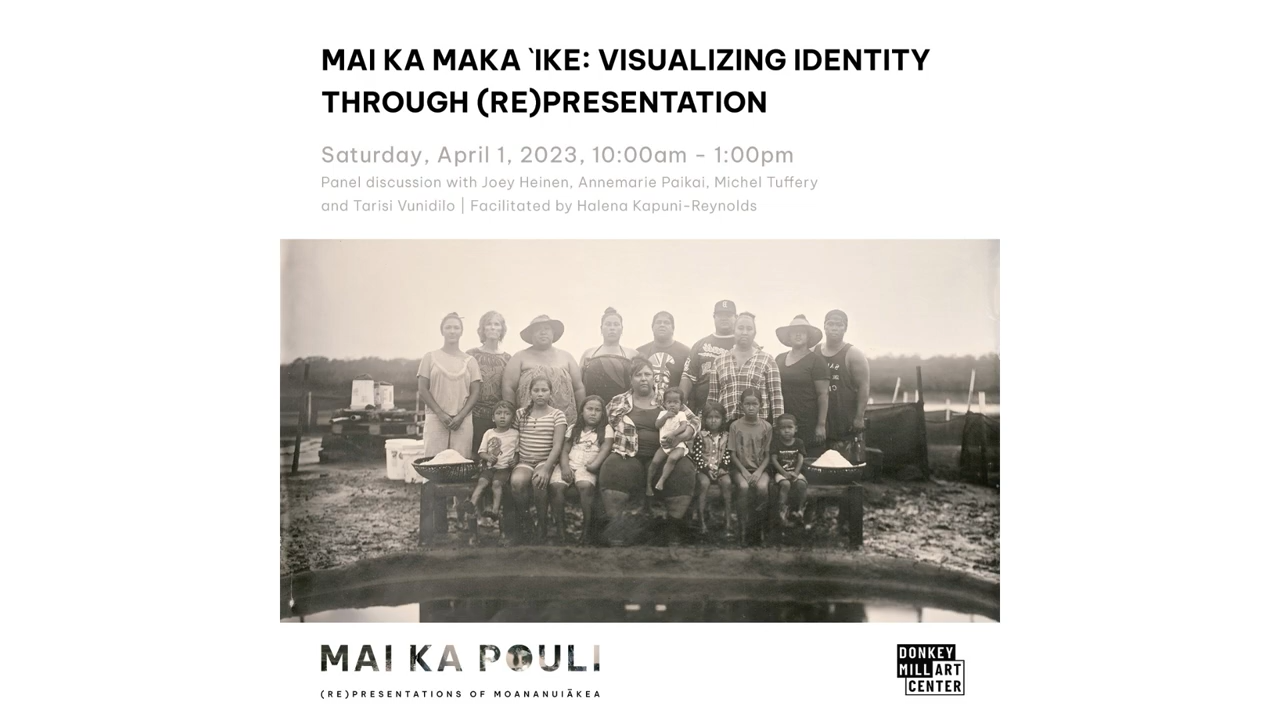 MAI KA MAKA `IKE: VISUALIZING IDENTITY
THROUGH (RE)PRESENTATION
Saturday, April 1, 2023, 10:00am - 1:00pm
Panel discussion with Joey Heinen, Annemarie Paikai, Michel Tuffery
and Tarisi Vunidilo | Facilitated by Halena Kapuni-Reynolds
MAI KA POULI
(RE)PRESENTATIONS OF MOANANUIĀKEA
DONKEY
MILL ART
CENTER